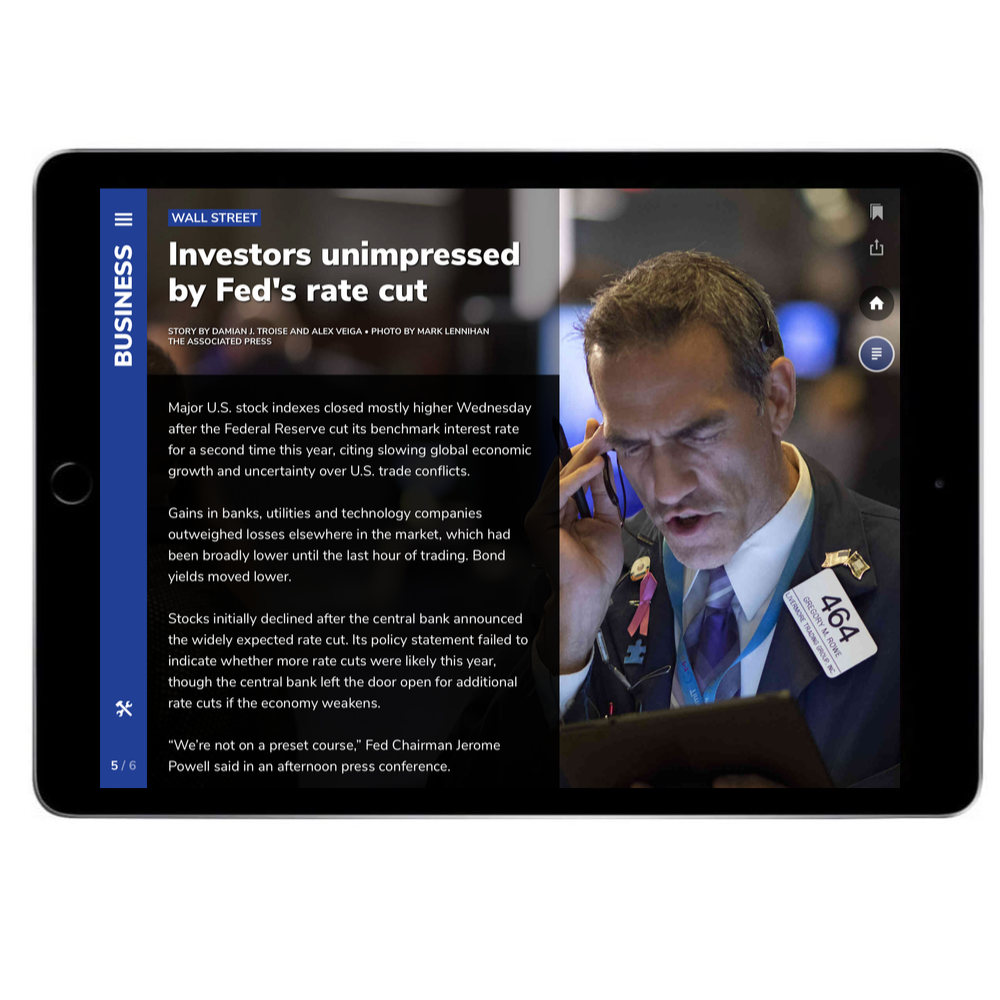 BUSINESS
WALL STREET
Investors unimpressed
by Fed's rate cut
STORY BY DAMIAN J. TROISE AND ALEX VEIGA • PHOTO BY MARK LENNIHAN
THE ASSOCIATED PRESS
Major U.S. stock indexes closed mostly higher Wednesday
after the Federal Reserve cut its benchmark interest rate
for a second time this year, citing slowing global economic
growth and uncertainty over U.S. trade conflicts.
Gains in banks, utilities and technology companies
outweighed losses elsewhere in the market, which had
been broadly lower until the last hour of trading. Bond
yields moved lower.
Stocks initially declined after the central bank announced
the widely expected rate cut. Its policy statement failed to
indicate whether more rate cuts were likely this year,
though the central bank left the door open for additional
rate cuts if the economy weakens.
“We’re not on a preset course,” Fed Chairman Jerome
Powell said in an afternoon press conference.
5 / 6
464
GREGORY M. ROWE
LIVERMORE TRADING GROUP, INC.